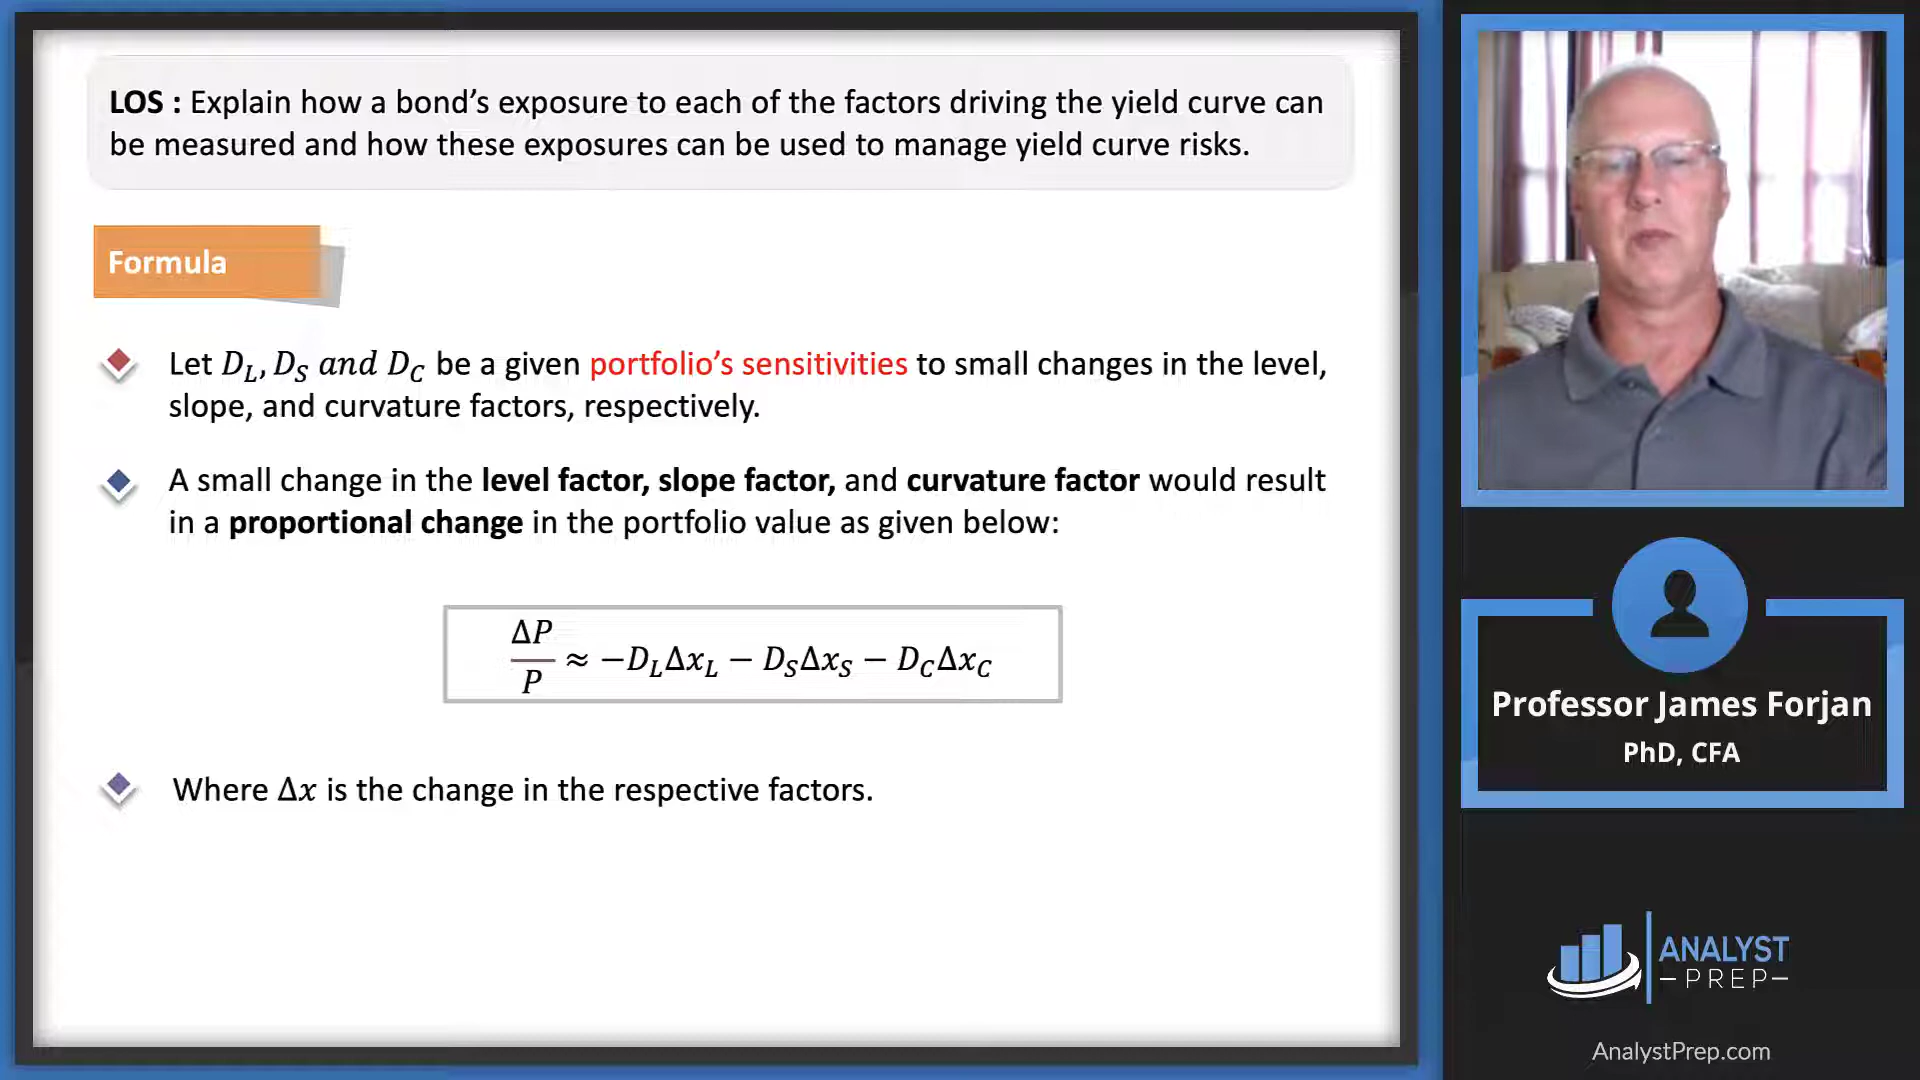 LOS : Explain how a bond’s exposure to each of the factors driving the yield curve can
be measured and how these exposures can be used to manage yield curve risks.
Formula
Let D_L, D_S and D_C be a given portfolio’s sensitivities to small changes in the level,
slope, and curvature factors, respectively.
A small change in the level factor, slope factor, and curvature factor would result
in a proportional change in the portfolio value as given below:
ΔP/P ≈ −D_LΔx_L − D_SΔx_S − D_CΔx_C
Where Δx is the change in the respective factors.
Professor James Forjan
PhD, CFA
ANALYST
PREP
AnalystPrep.com